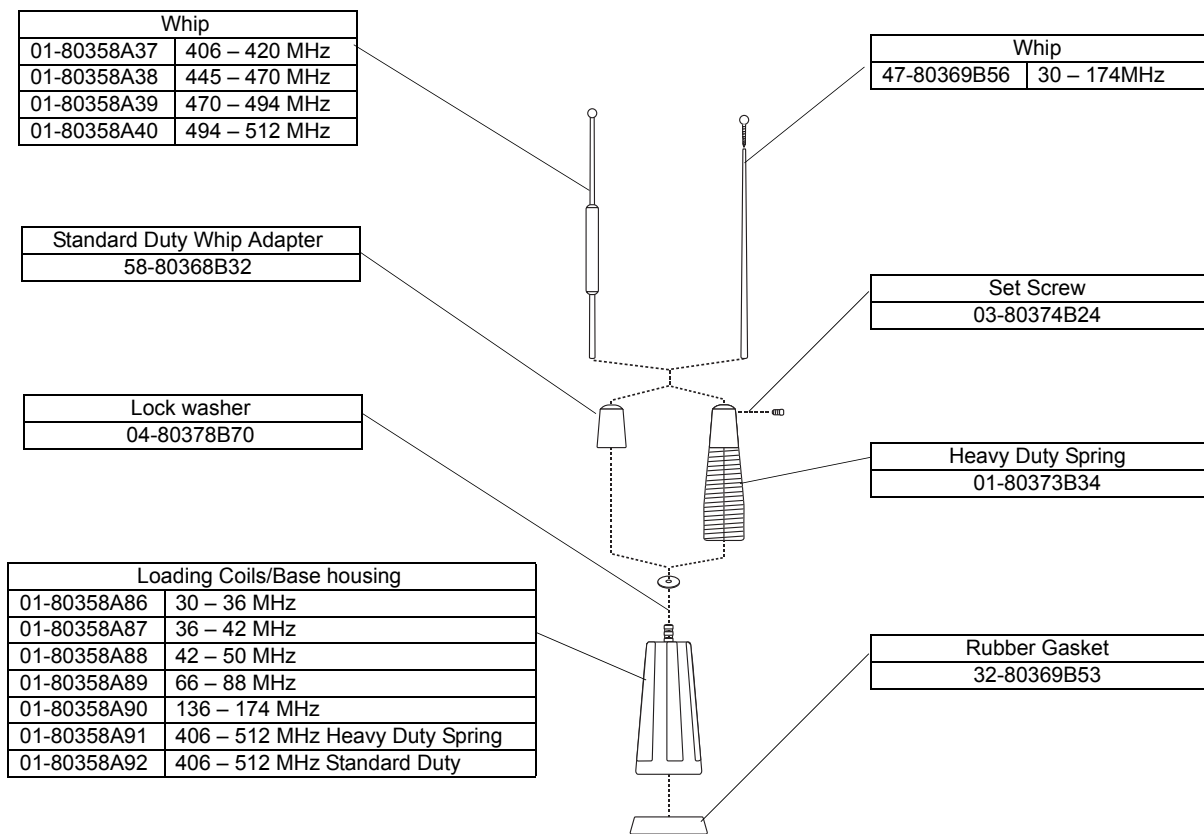 Whip
01-80358A37 406 – 420 MHz
01-80358A38 445 – 470 MHz
01-80358A39 470 – 494 MHz
01-80358A40 494 – 512 MHz
Whip
47-80369B56 30 – 174MHz
Standard Duty Whip Adapter
58-80368B32
Set Screw
03-80374B24
Lock washer
04-80378B70
Heavy Duty Spring
01-80373B34
Loading Coils/Base housing
01-80358A86 30 – 36 MHz
01-80358A87 36 – 42 MHz
01-80358A88 42 – 50 MHz
01-80358A89 66 – 88 MHz
01-80358A90 136 – 174 MHz
01-80358A91 406 – 512 MHz Heavy Duty Spring
01-80358A92 406 – 512 MHz Standard Duty
Rubber Gasket
32-80369B53